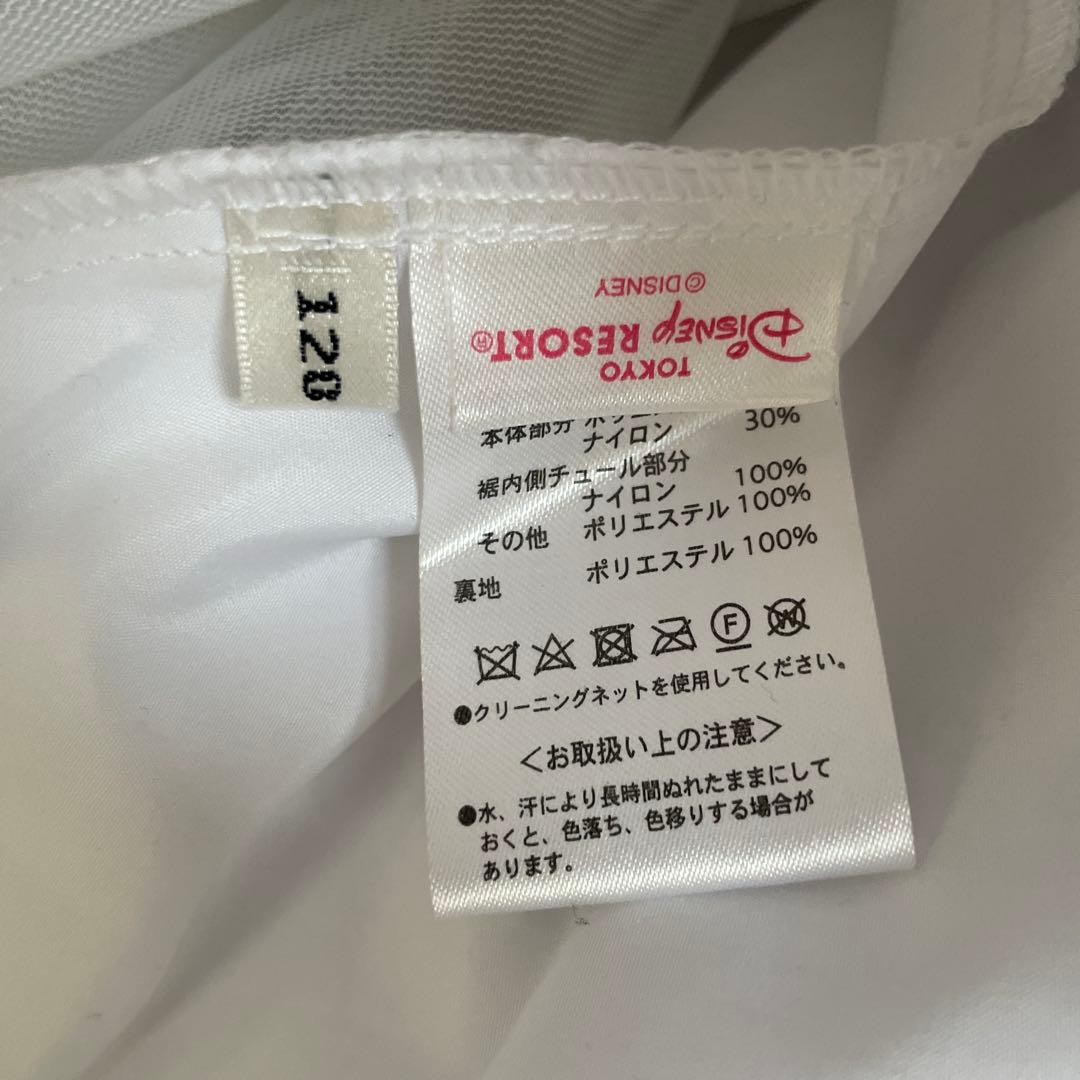 120
TOKYO
Disney RESORT®
©DISNEY
本体部分
ナイロン 30%
裾内側チュール部分
ナイロン 100%
その他 ポリエステル 100%
裏地 ポリエステル 100%
F W
●クリーニングネットを使用してください。
＜お取扱い上の注意＞
●水、汗により長時間ぬれたままにして
おくと、色落ち、色移りする場合が
あります。